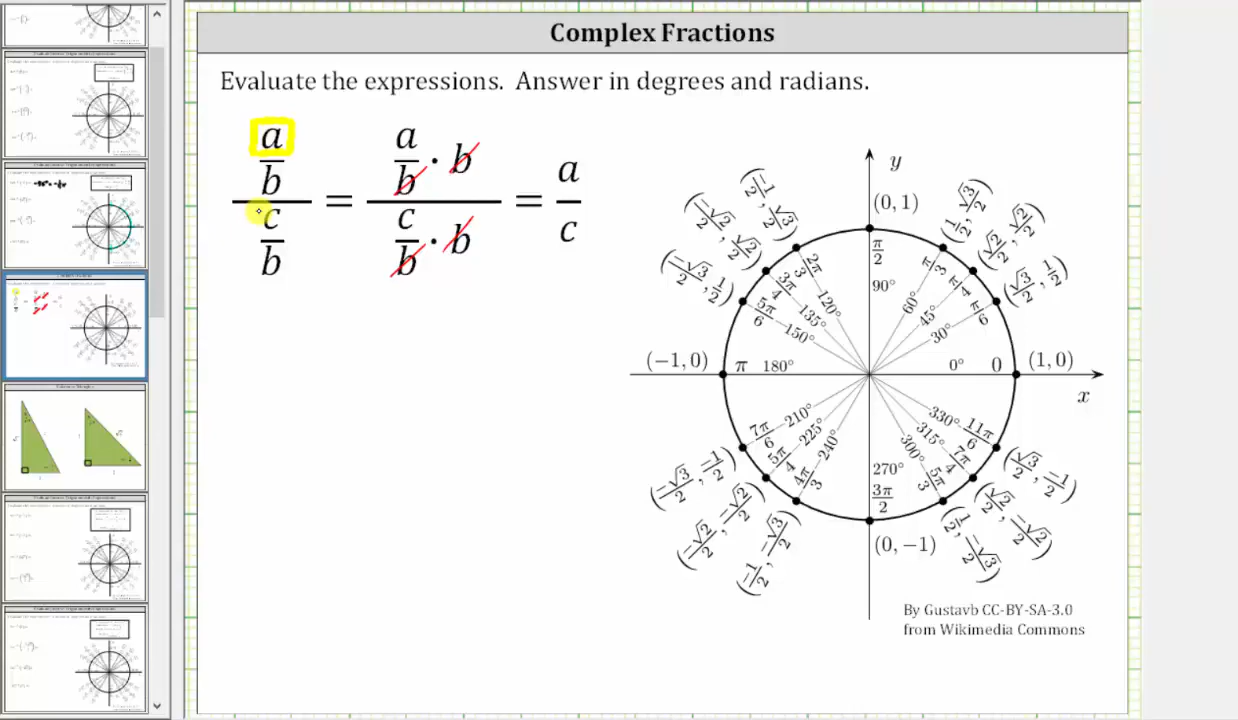 Complex Fractions
Evaluate the expressions. Answer in degrees and radians.
a/b / c/b = a/b · b / c/b · b = a/c
y
x
(0, 1)
(1/2, √3/2)
(√2/2, √2/2)
(√3/2, 1/2)
(1, 0)
(√3/2, −1/2)
(√2/2, −√2/2)
(1/2, −√3/2)
(0, −1)
(−1/2, −√3/2)
(−√2/2, −√2/2)
(−√3/2, −1/2)
(−1, 0)
(−√3/2, 1/2)
(−√2/2, √2/2)
(−1/2, √3/2)
π/2 90°
π/3 60°
π/4 45°
π/6 30°
0° 0
330° 11π/6
315° 7π/4
300° 5π/3
270° 3π/2
240° 4π/3
225° 5π/4
7π/6 210°
π 180°
5π/6 150°
3π/4 135°
2π/3 120°
By Gustavb CC-BY-SA-3.0
from Wikimedia Commons